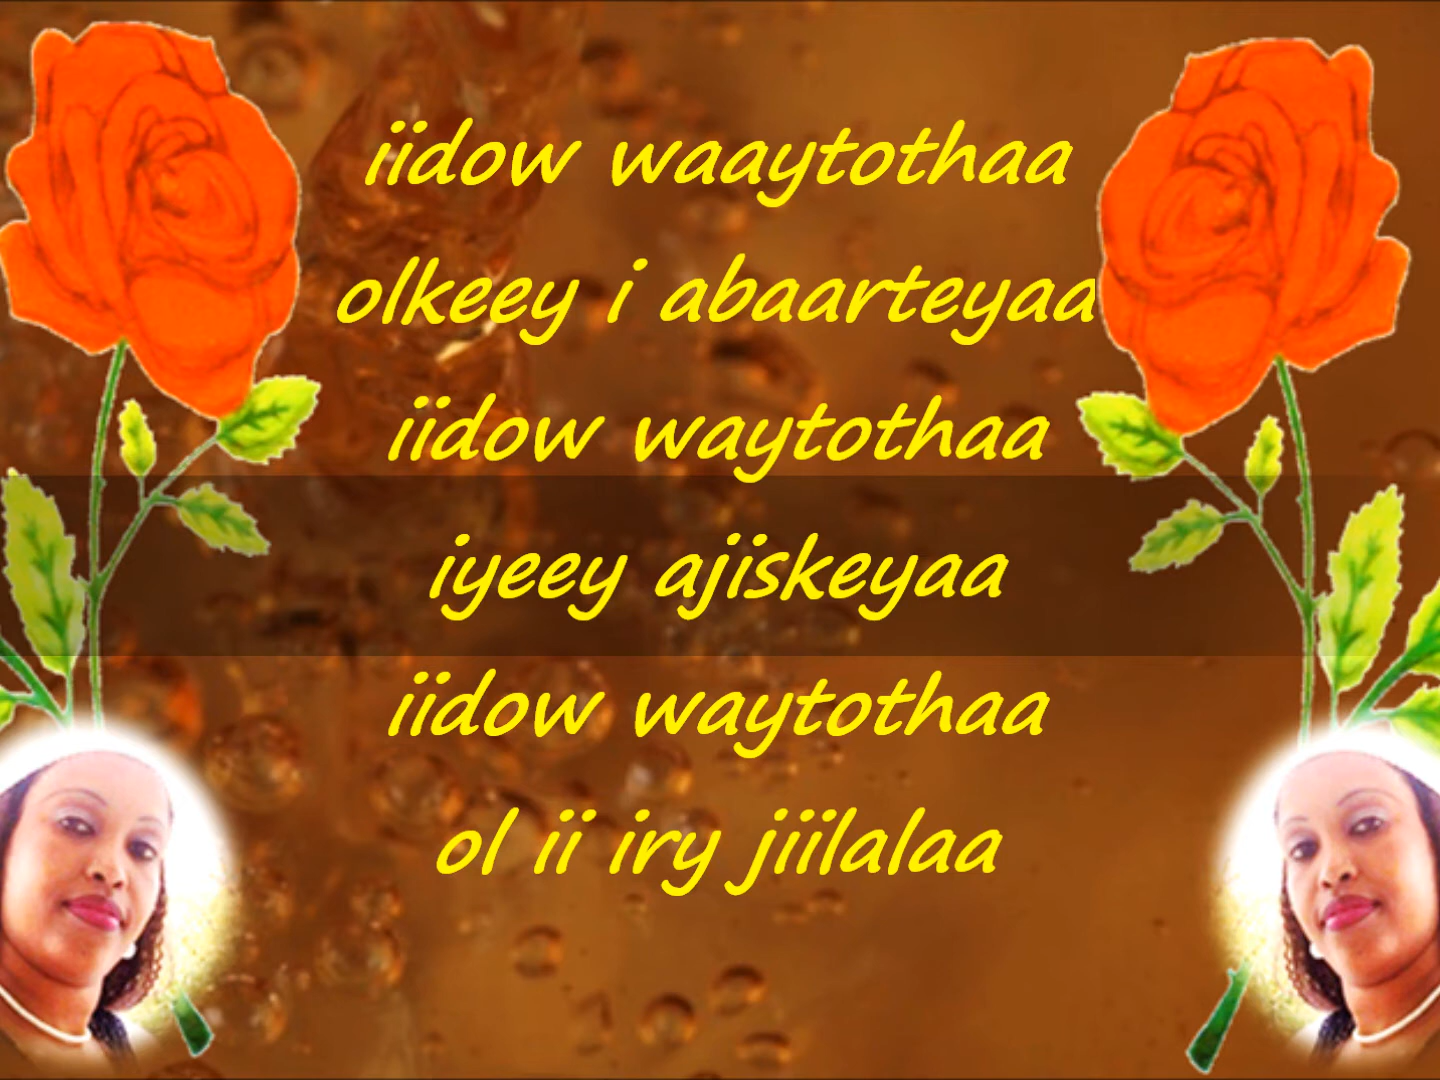 iidow waaytothaa
olkeey i abaarteyaa
iidow waytothaa
iyeey ajiskeyaa
iidow waytothaa
ol ii iry jiilalaa